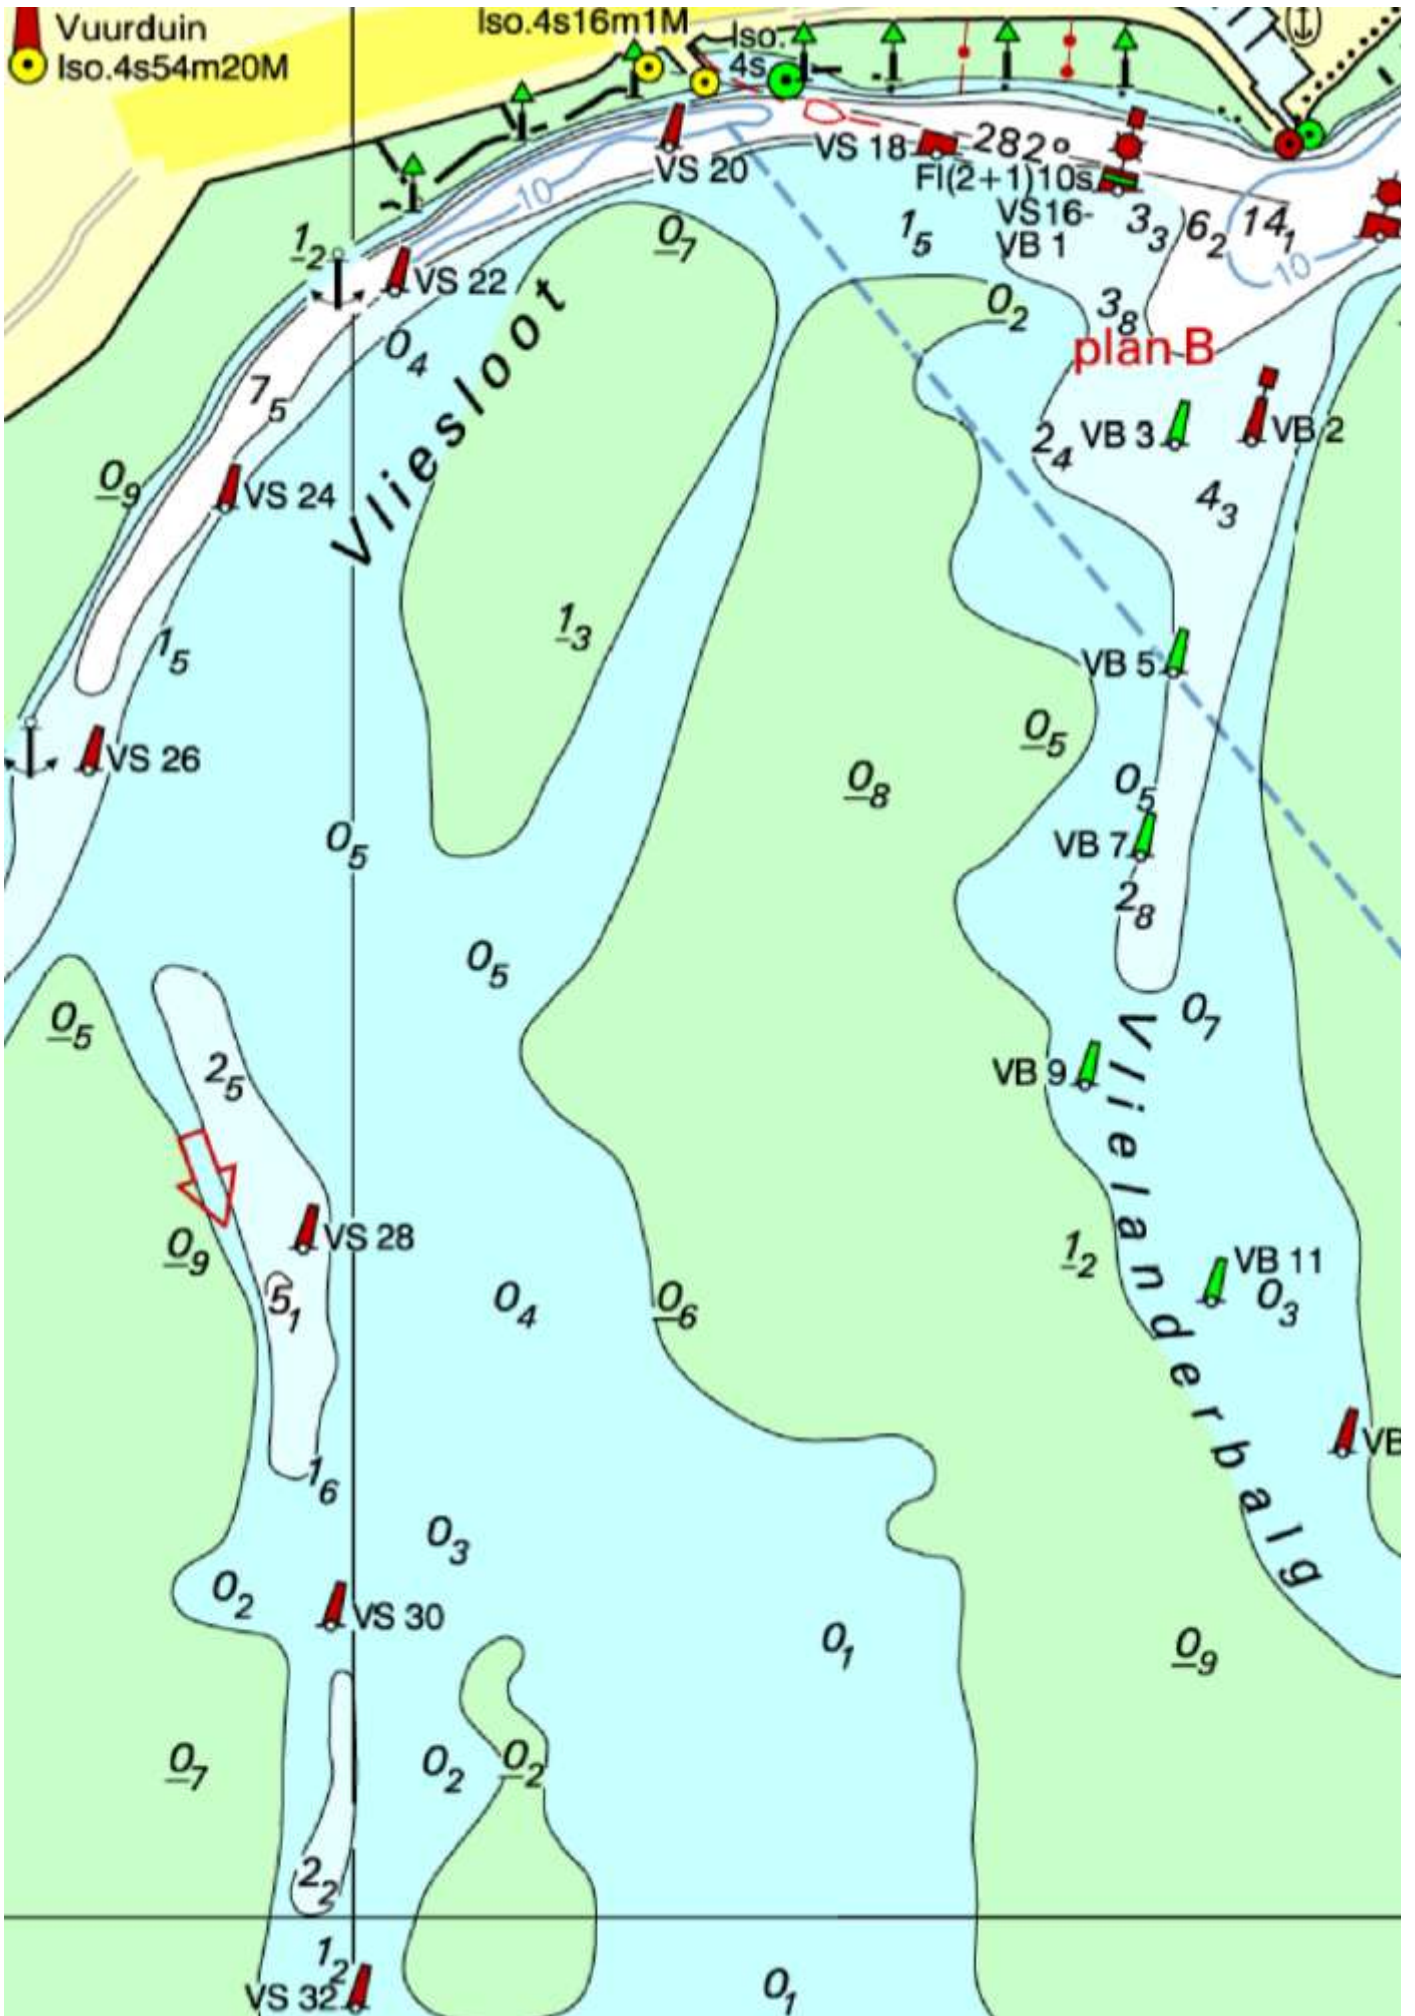 Vuurduin
Iso.4s54m20M
Iso.4s16m1M
Iso.
4s
VS 20
VS 18
282°
Fl(2+1)10s
VS16-
VB 1
10
0₇
1₅
3₃
6₂
14₁
10
1₂
VS 22
0₄
0₂
3₈
plan B
7₅
Vliesloot
2₄
VB 3
VB 2
0₉
VS 24
4₃
1₃
1₅
VB 5
VS 26
0₅
0₈
0₅
0₅
VB 7
2₈
0₅
0₅
0₇
2₅
VB 9
Vlielanderbalg
VS 28
0₉
1₂
VB 11
0₃
5₁
0₄
0₆
VB
1₆
0₃
0₂
VS 30
0₁
0₉
0₇
0₂
0₂
2₂
1₂
VS 32
0₁